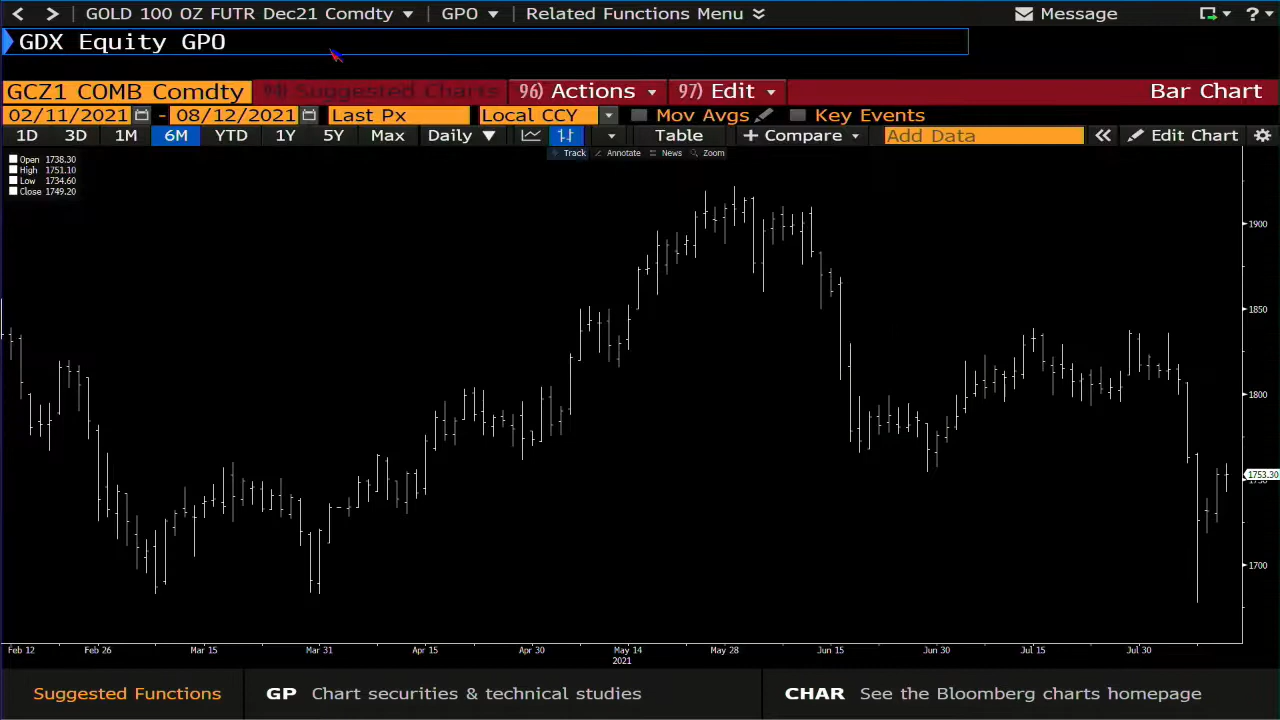 GOLD 100 OZ FUTR Dec21 Comdty GPO Related Functions Menu Message ?
GDX Equity GPO
GCZ1 COMB Comdty 94) Suggested Charts 96) Actions 97) Edit Bar Chart
02/11/2021 - 08/12/2021 Last Px Local CCY Mov Avgs Key Events
1D 3D 1M 6M YTD 1Y 5Y Max Daily Table + Compare Add Data Edit Chart
Track Annotate News Zoom
Open 1738.30
High 1751.10
Low 1734.60
Close 1749.20
1900
1850
1800
1753.30
1700
Feb 12 Feb 26 Mar 15 Mar 31 Apr 15 Apr 30 May 14 May 28 Jun 15 Jun 30 Jul 15 Jul 30
2021
Suggested Functions GP Chart securities & technical studies CHAR See the Bloomberg charts homepage